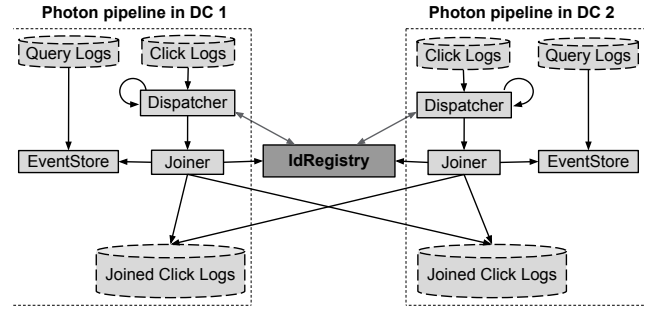 Photon pipeline in DC 1
Photon pipeline in DC 2
Query Logs
Click Logs
Click Logs
Query Logs
Dispatcher
Dispatcher
EventStore
Joiner
IdRegistry
Joiner
EventStore
Joined Click Logs
Joined Click Logs